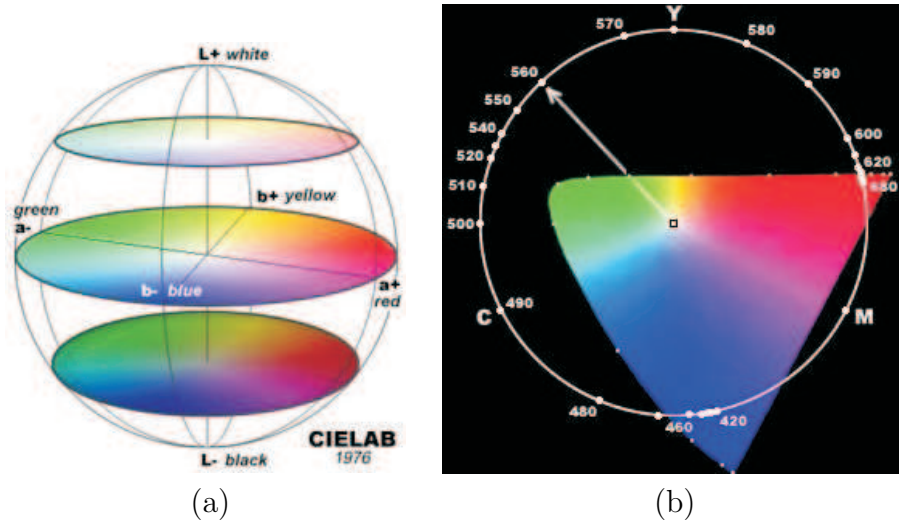 L+ white
b+ yellow
green
a-
b- blue
a+
red
CIELAB
1976
L- black
(a)
Y
570
580
560
590
550
540
600
520
620
510
680
500
490
C
M
480
460
420
(b)